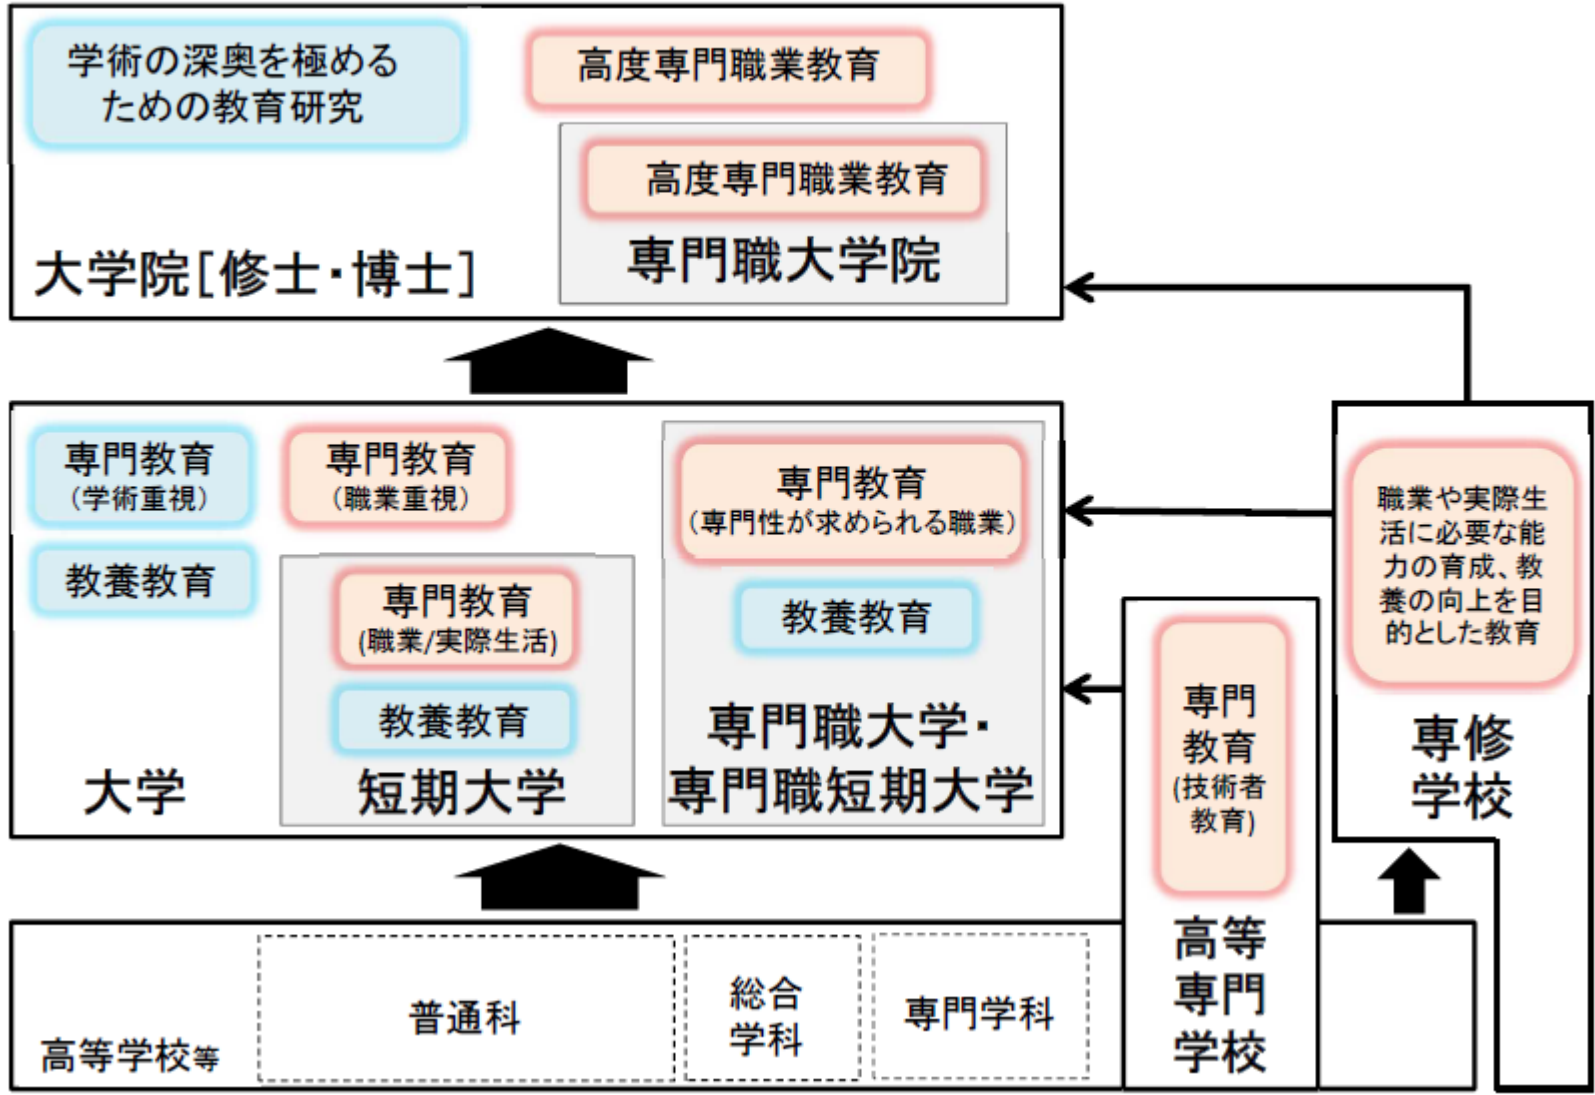 学術の深奥を極める
ための教育研究
高度専門職業教育
高度専門職業教育
専門職大学院
大学院[修士・博士]
専門教育
（学術重視）
教養教育
専門教育
（職業重視）
専門教育
(職業/実際生活)
教養教育
短期大学
大学
専門教育
（専門性が求められる職業）
教養教育
専門職大学・
専門職短期大学
専門
教育
(技術者
教育)
高等
専門
学校
職業や実際生
活に必要な能
力の育成、教
養の向上を目
的とした教育
専修
学校
高等学校等
普通科
総合
学科
専門学科